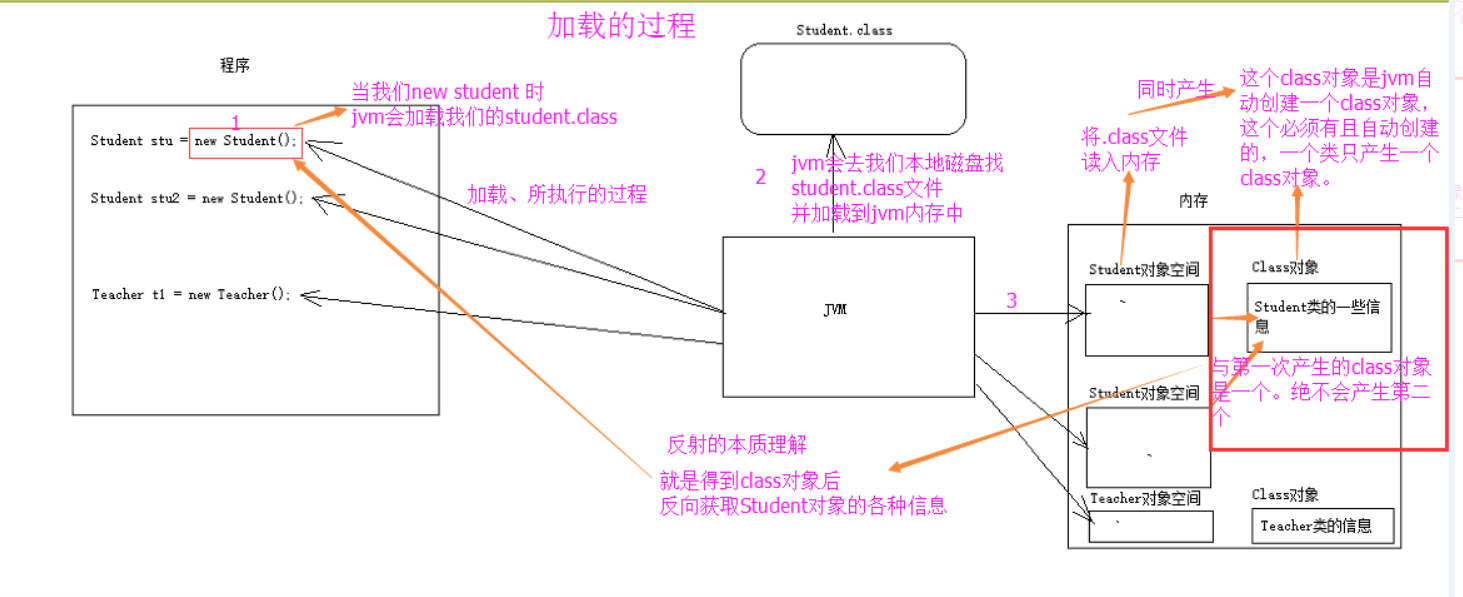 加载的过程
Student.class
程序
当我们new student 时
jvm会加载我们的student.class
1
Student stu = new Student();
Student stu2 = new Student();
Teacher t1 = new Teacher();
加载、所执行的过程
2
jvm会去我们本地磁盘找
student.class文件
并加载到jvm内存中
JVM
3
同时产生
将.class文件
读入内存
这个class对象是jvm自
动创建一个class对象，
这个必须有且自动创建
的，一个类只产生一个
class对象。
内存
Student对象空间
Class对象
Student类的一些信
息
与第一次产生的class对象
是一个。绝不会产生第二
个
Student对象空间
Teacher对象空间
Class对象
Teacher类的信息
反射的本质理解
就是得到class对象后
反向获取Student对象的各种信息